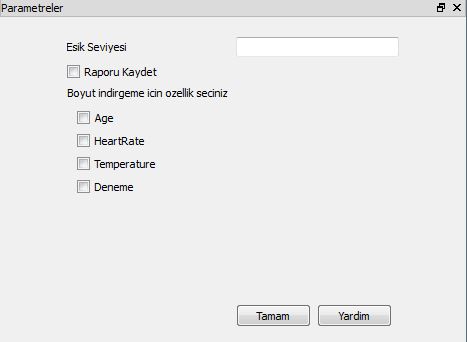 Parametreler
Esik Seviyesi
Raporu Kaydet
Boyut indirgeme icin ozellik seciniz
Age
HeartRate
Temperature
Deneme
Tamam Yardim